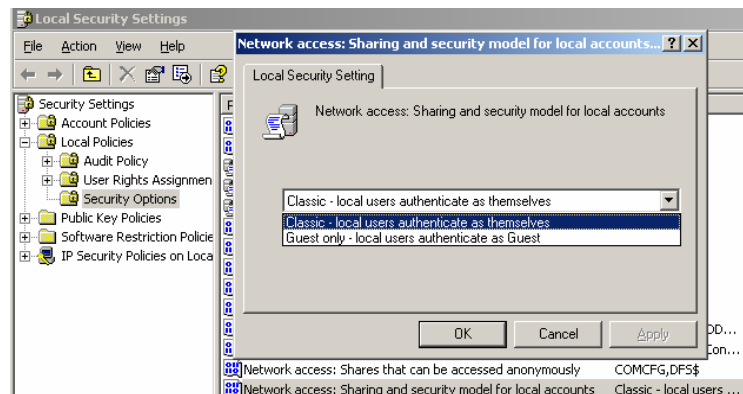 Local Security Settings
File Action View Help
Security Settings
Account Policies
Local Policies
Audit Policy
User Rights Assignmen
Security Options
Public Key Policies
Software Restriction Policie
IP Security Policies on Loca
Network access: Sharing and security model for local accounts... ? X
Local Security Setting
Network access: Sharing and security model for local accounts
Classic - local users authenticate as themselves
Classic - local users authenticate as themselves
Guest only - local users authenticate as Guest
OK Cancel Apply
Network access: Shares that can be accessed anonymously COMCFG,DFS$
Network access: Sharing and security model for local accounts Classic - local users ...